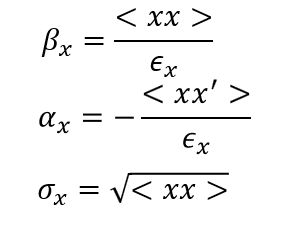 β_x = < xx > / ϵ_x
α_x = − < xx′ > / ϵ_x
σ_x = √< xx >